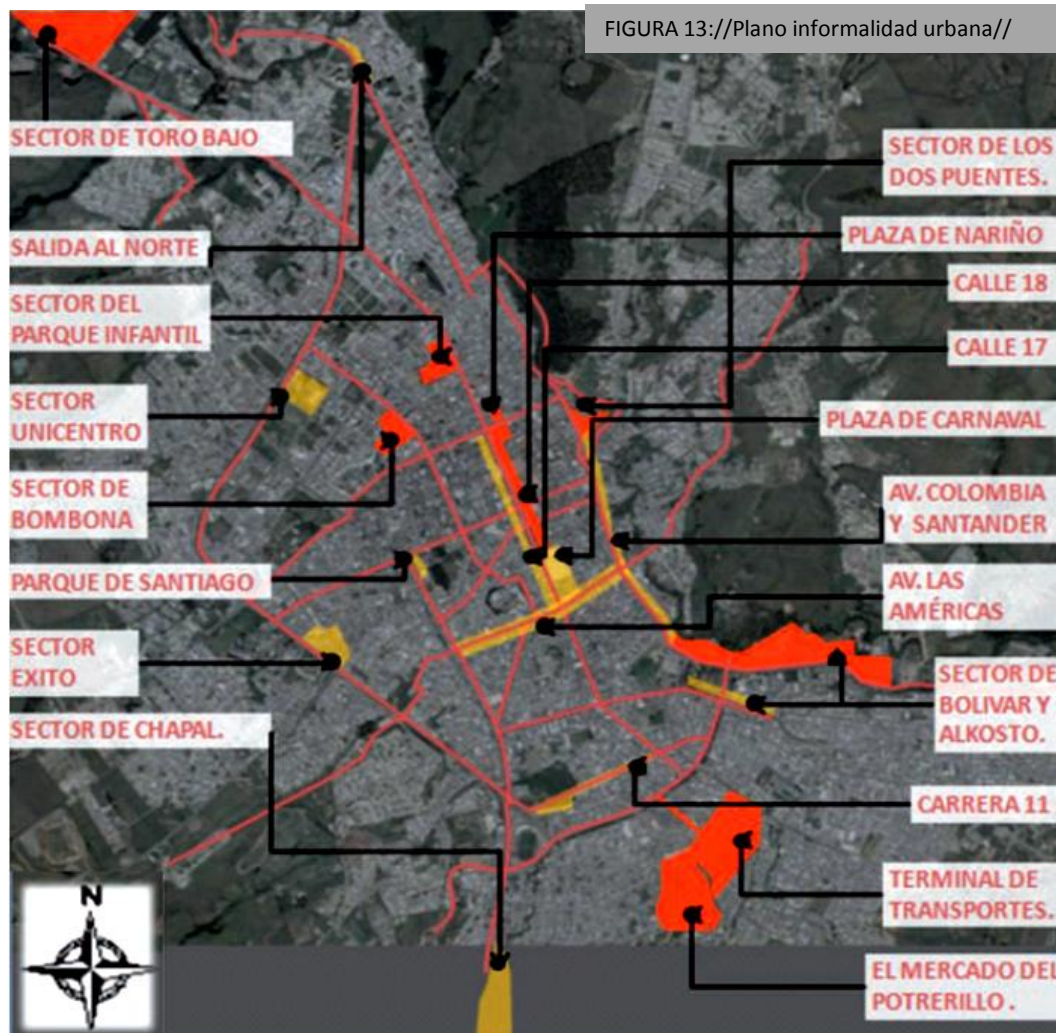 FIGURA 13://Plano informalidad urbana//
SECTOR DE TORO BAJO
SALIDA AL NORTE
SECTOR DEL
PARQUE INFANTIL
SECTOR
UNICENTRO
SECTOR DE
BOMBONA
PARQUE DE SANTIAGO
SECTOR
EXITO
SECTOR DE CHAPAL.
N
SECTOR DE LOS
DOS PUENTES.
PLAZA DE NARIÑO
CALLE 18
CALLE 17
PLAZA DE CARNAVAL
AV. COLOMBIA
Y SANTANDER
AV. LAS
AMÉRICAS
SECTOR DE
BOLIVAR Y
ALKOSTO.
CARRERA 11
TERMINAL DE
TRANSPORTES.
EL MERCADO DEL
POTRERILLO .